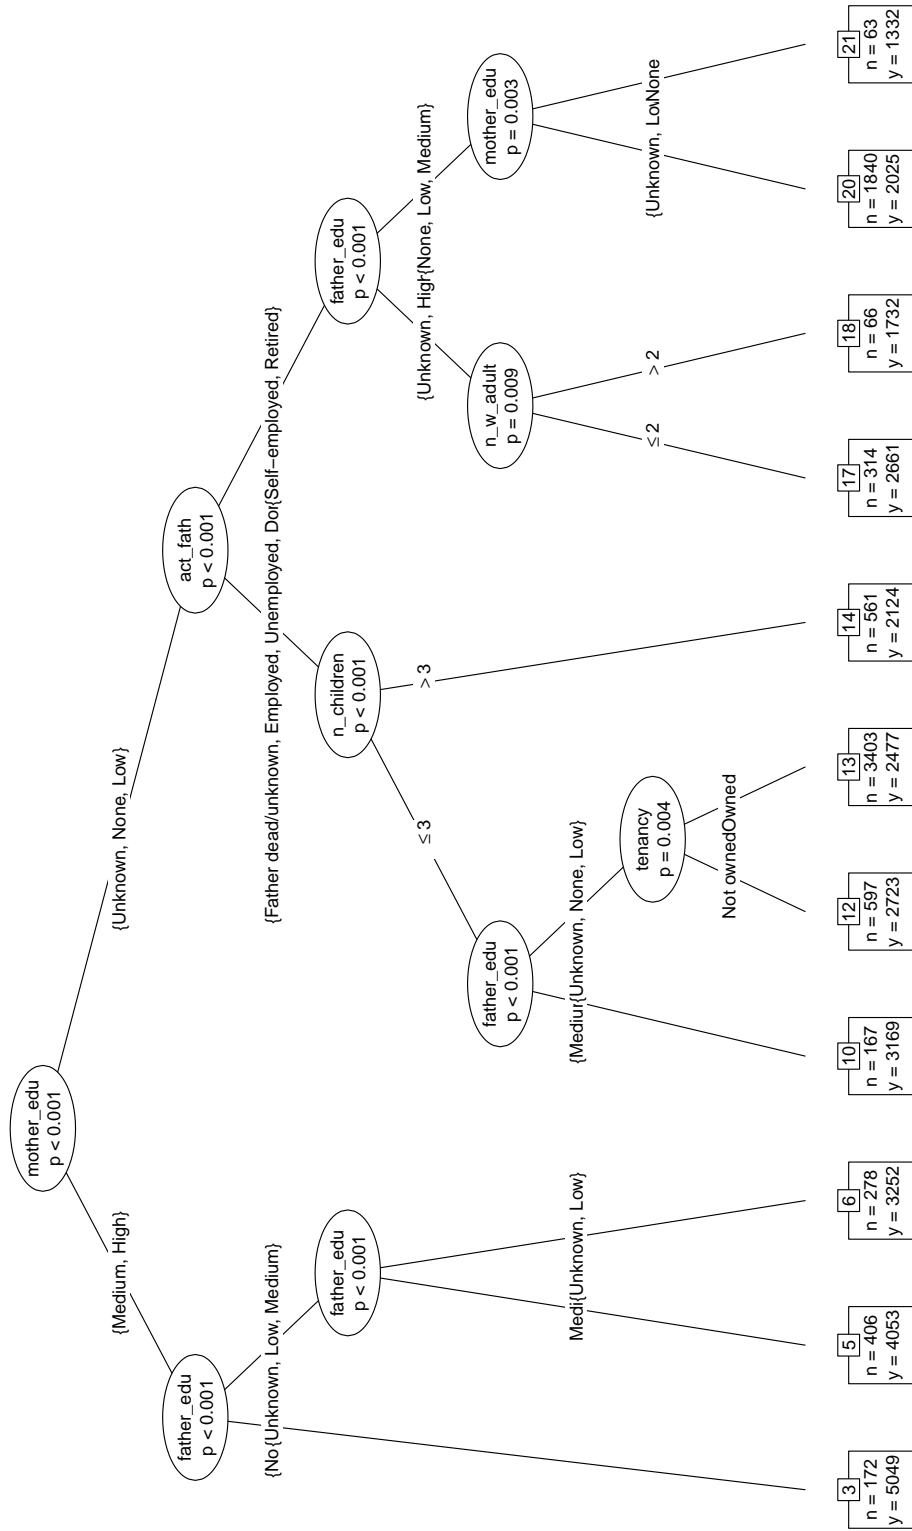 mother_edu
p < 0.001
{Medium, High}
{Unknown, None, Low}
father_edu
p < 0.001
{No{Unknown, Low, Medium}
3
n = 172
y = 5049
father_edu
p < 0.001
Medi{Unknown, Low}
5
n = 406
y = 4053
6
n = 278
y = 3252
act_fath
p < 0.001
{Father dead/unknown, Employed, Unemployed, Dor{Self−employed, Retired}
n_children
p < 0.001
≤ 3
> 3
father_edu
p < 0.001
{Mediur{Unknown, None, Low}
10
n = 167
y = 3169
tenancy
p = 0.004
Not ownedOwned
12
n = 597
y = 2723
13
n = 3403
y = 2477
14
n = 561
y = 2124
father_edu
p < 0.001
{Unknown, High{None, Low, Medium}
n_w_adult
p = 0.009
≤ 2
> 2
17
n = 314
y = 2661
18
n = 66
y = 1732
mother_edu
p = 0.003
{Unknown, LowNone
20
n = 1840
y = 2025
21
n = 63
y = 1332